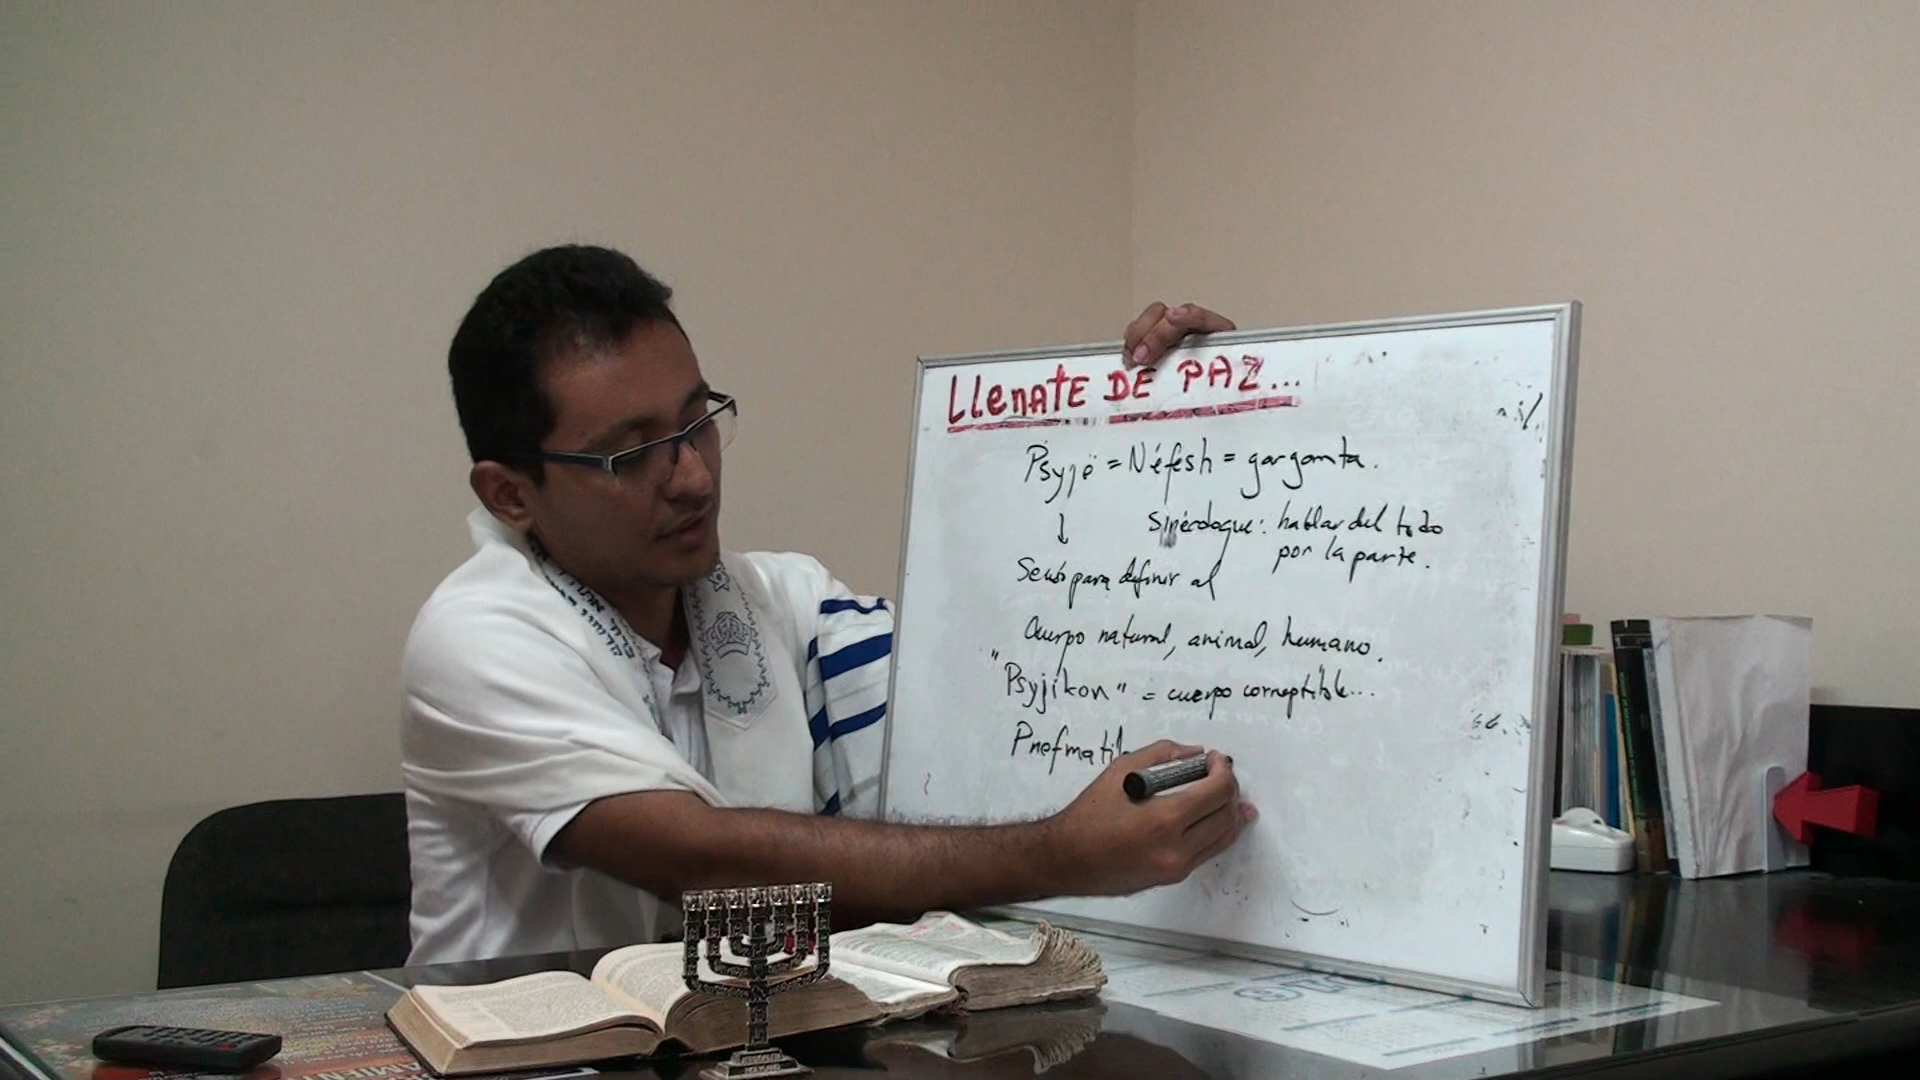 LLenATE DE PAZ...
Psyjë = Néfesh = garganta.
↓
Sinécdoque: hablar del todo
por la parte.
Se usó para definir al
Cuerpo natural, animal, humano.
"Psyjikon" = cuerpo corruptible...
Pnefmatik